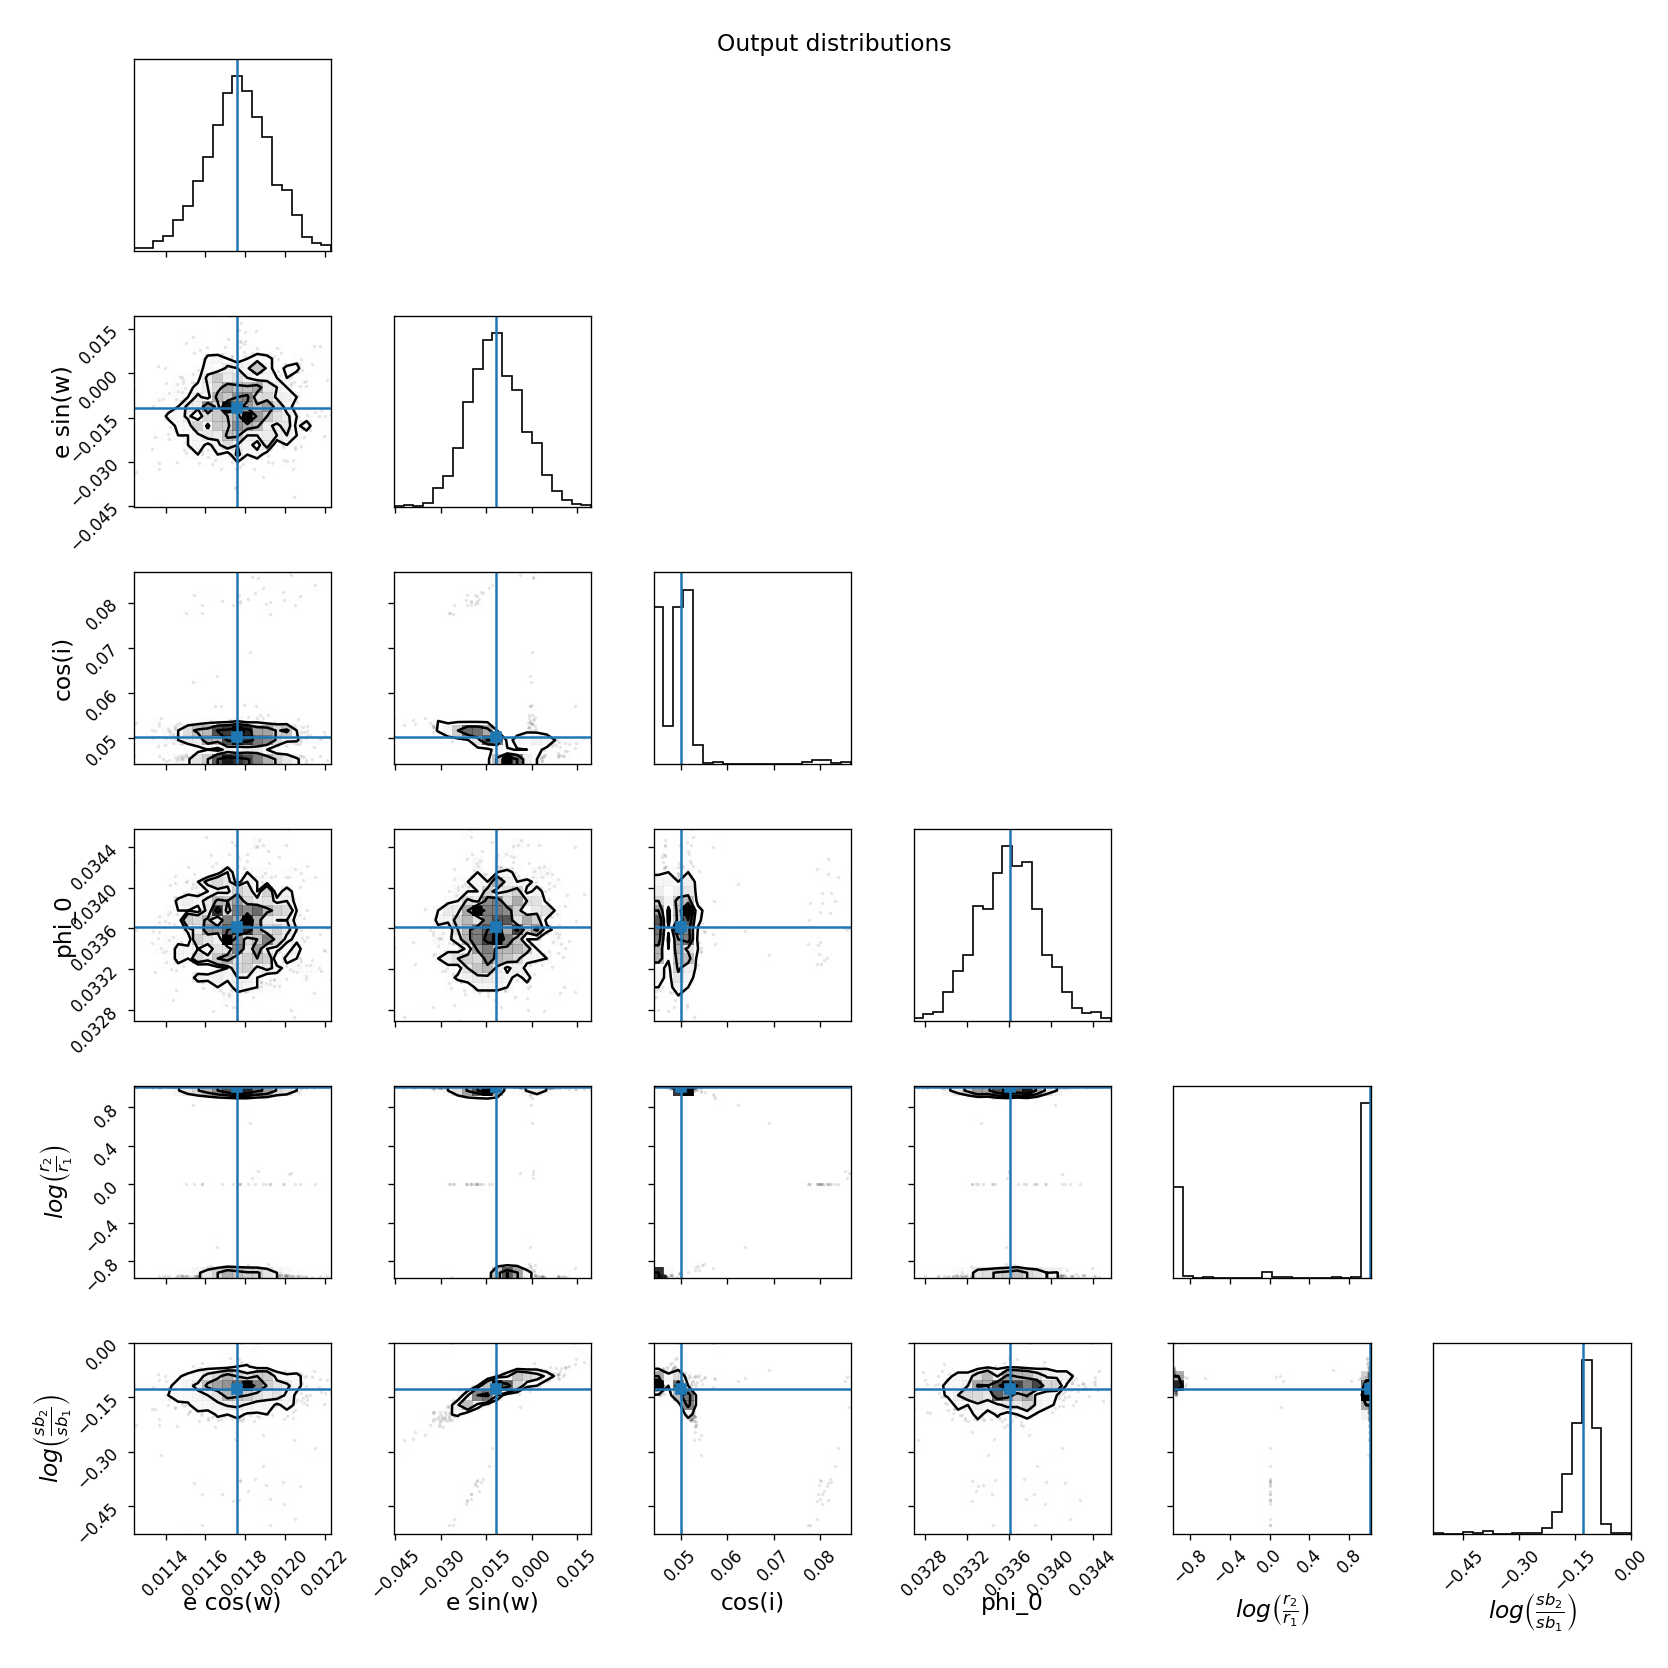 Output distributions
e sin(w)
0.015
0.000
−0.015
−0.030
−0.045
cos(i)
0.08
0.07
0.06
0.05
phi_0
0.0344
0.0340
0.0336
0.0332
0.0328
log(r₂/r₁)
0.8
0.4
0.0
−0.4
−0.8
log(sb₂/sb₁)
0.00
−0.15
−0.30
−0.45
0.0114 0.0116 0.0118 0.0120 0.0122 −0.045 −0.030 −0.015 0.000 0.015 0.05 0.06 0.07 0.08 0.0328 0.0332 0.0336 0.0340 0.0344 −0.8 −0.4 0.0 0.4 0.8 −0.45 −0.30 −0.15 0.00
e cos(w) e sin(w) cos(i) phi_0 log(r₂/r₁) log(sb₂/sb₁)